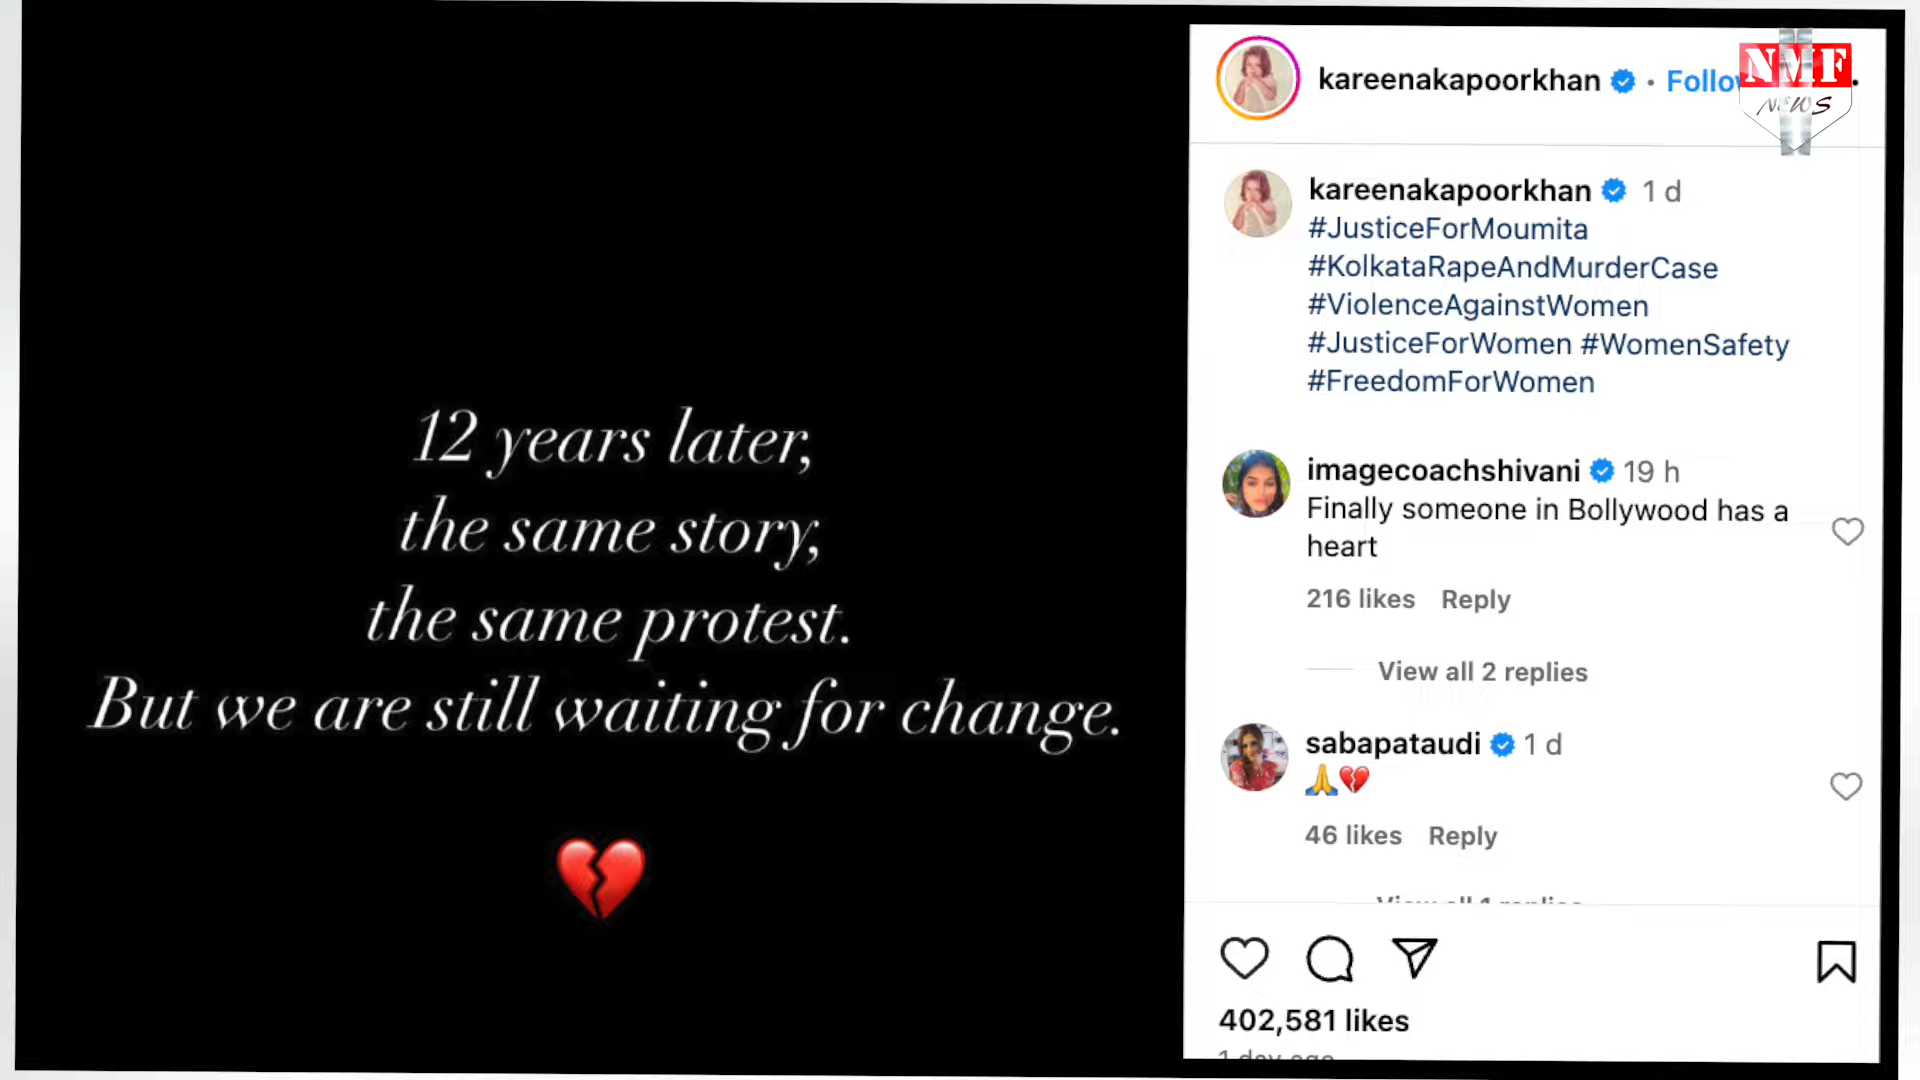 12 years later,
the same story,
the same protest.
But we are still waiting for change.
kareenakapoorkhan • Follo
NMF
NEWS
kareenakapoorkhan 1 d
#JusticeForMoumita
#KolkataRapeAndMurderCase
#ViolenceAgainstWomen
#JusticeForWomen #WomenSafety
#FreedomForWomen
imagecoachshivani 19 h
Finally someone in Bollywood has a
heart
216 likes Reply
View all 2 replies
sabapataudi 1 d
🙏💔
46 likes Reply
View all 1 replies
402,581 likes
1 day ago